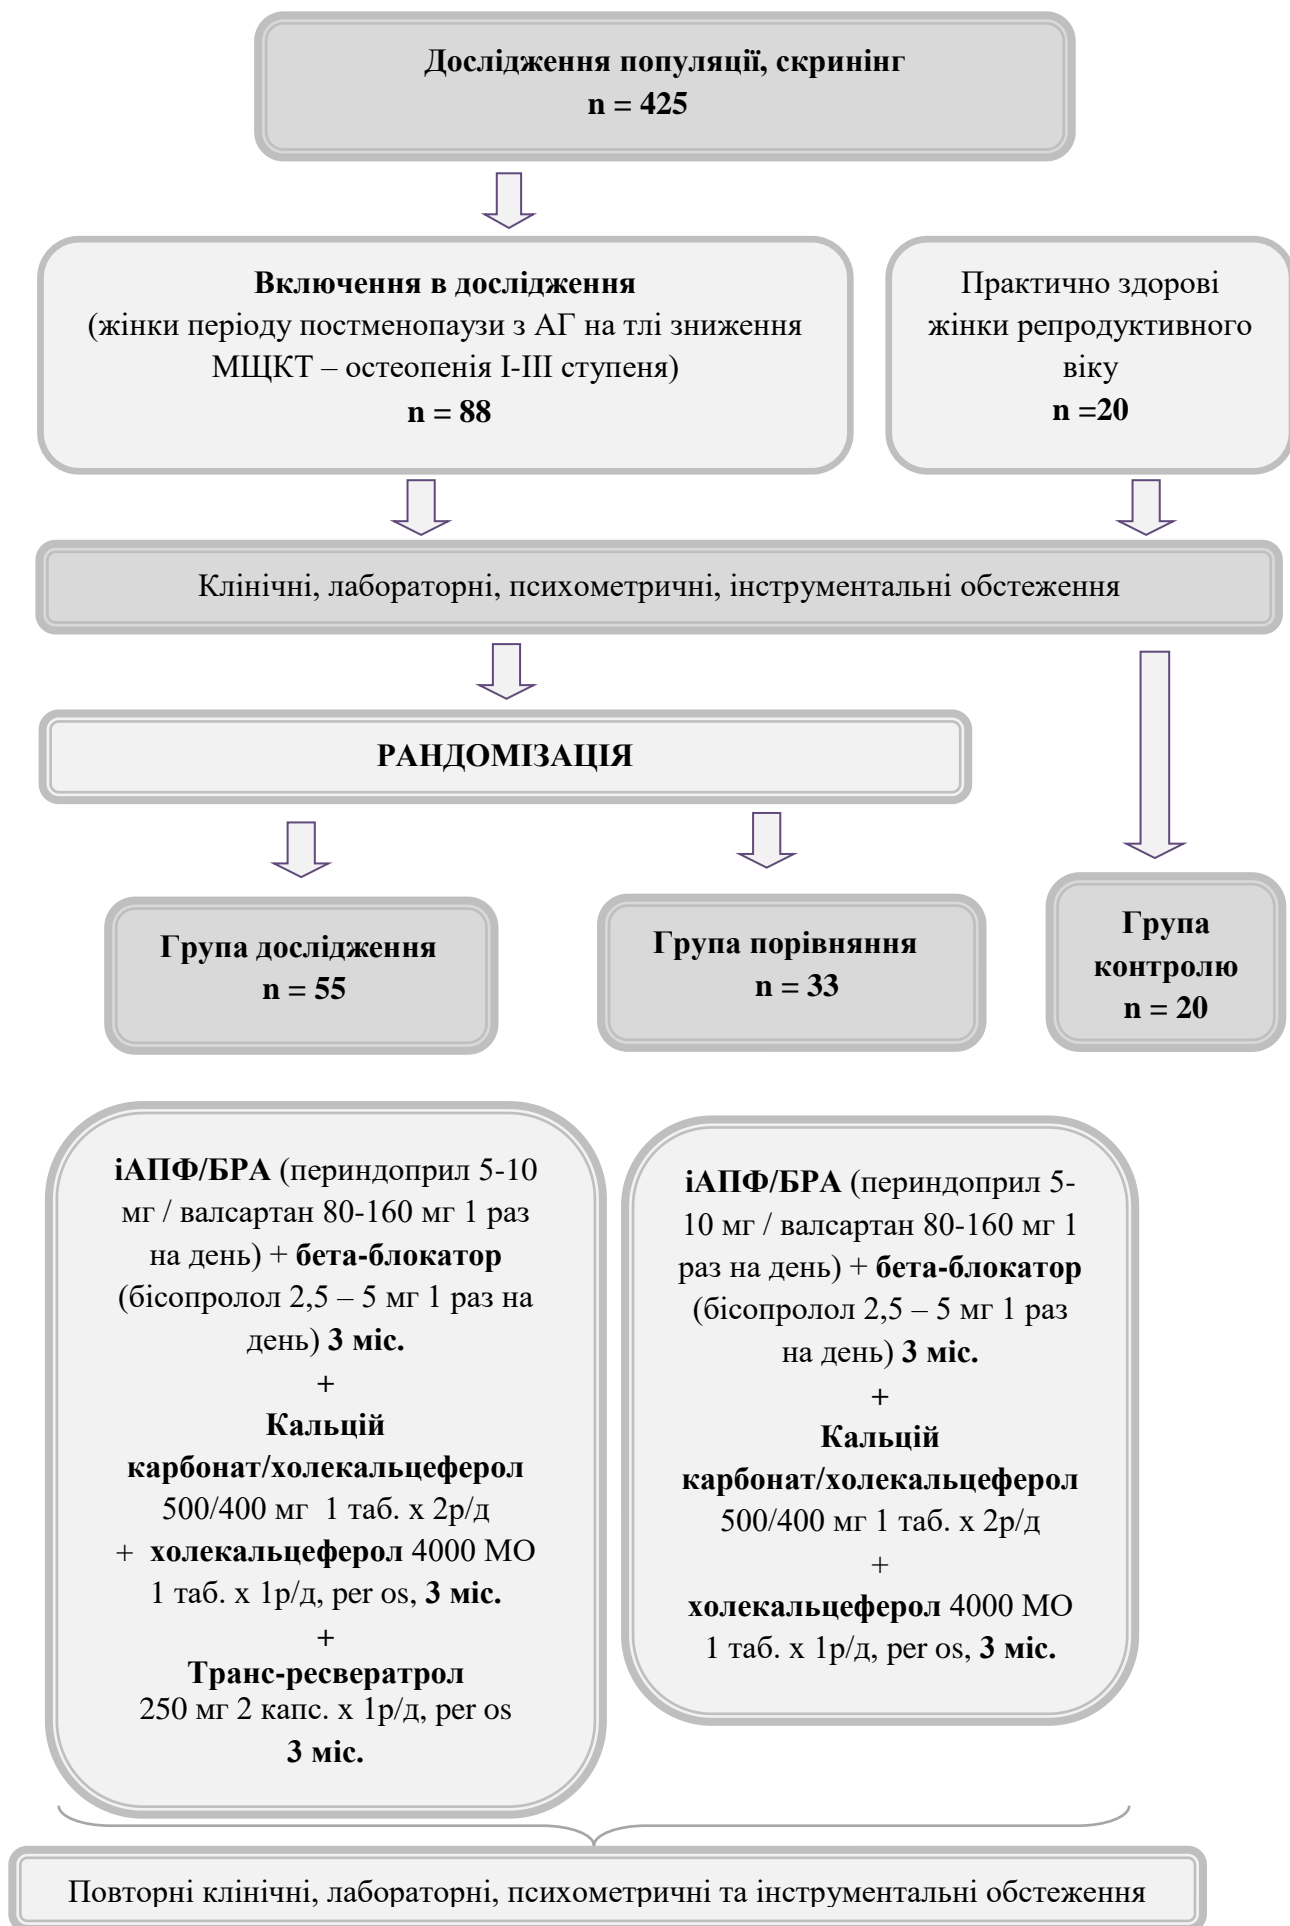 Дослідження популяції, скринінг
n = 425
Включення в дослідження
(жінки періоду постменопаузи з АГ на тлі зниження
МЩКТ – остеопенія І-ІІІ ступеня)
n = 88
Практично здорові
жінки репродуктивного
віку
n =20
Клінічні, лабораторні, психометричні, інструментальні обстеження
РАНДОМІЗАЦІЯ
Група дослідження
n = 55
Група порівняння
n = 33
Група
контролю
n = 20
іАПФ/БРА (периндоприл 5-10
мг / валсартан 80-160 мг 1 раз
на день) + бета-блокатор
(бісопролол 2,5 – 5 мг 1 раз на
день) 3 міс.
+
Кальцій
карбонат/холекальцеферол
500/400 мг 1 таб. х 2р/д
+ холекальцеферол 4000 МО
1 таб. х 1р/д, per os, 3 міс.
+
Транс-ресвератрол
250 мг 2 капс. х 1р/д, per os
3 міс.
іАПФ/БРА (периндоприл 5-
10 мг / валсартан 80-160 мг 1
раз на день) + бета-блокатор
(бісопролол 2,5 – 5 мг 1 раз
на день) 3 міс.
+
Кальцій
карбонат/холекальцеферол
500/400 мг 1 таб. х 2р/д
+
холекальцеферол 4000 МО
1 таб. х 1р/д, per os, 3 міс.
Повторні клінічні, лабораторні, психометричні та інструментальні обстеження